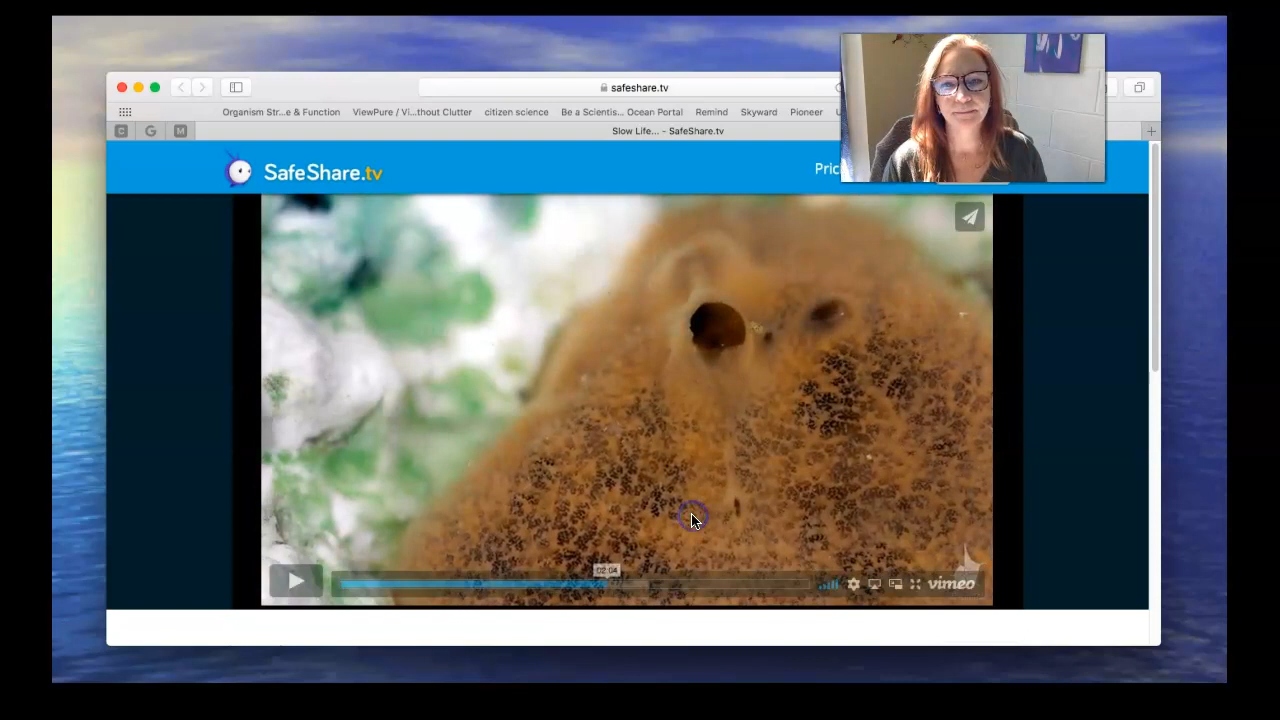 safeshare.tv
Organism Str...e & Function ViewPure / Vi...thout Clutter citizen science Be a Scientis... Ocean Portal Remind Skyward Pioneer
C G M Slow Life... - SafeShare.tv
SafeShare.tv
Pric
02:04
vimeo